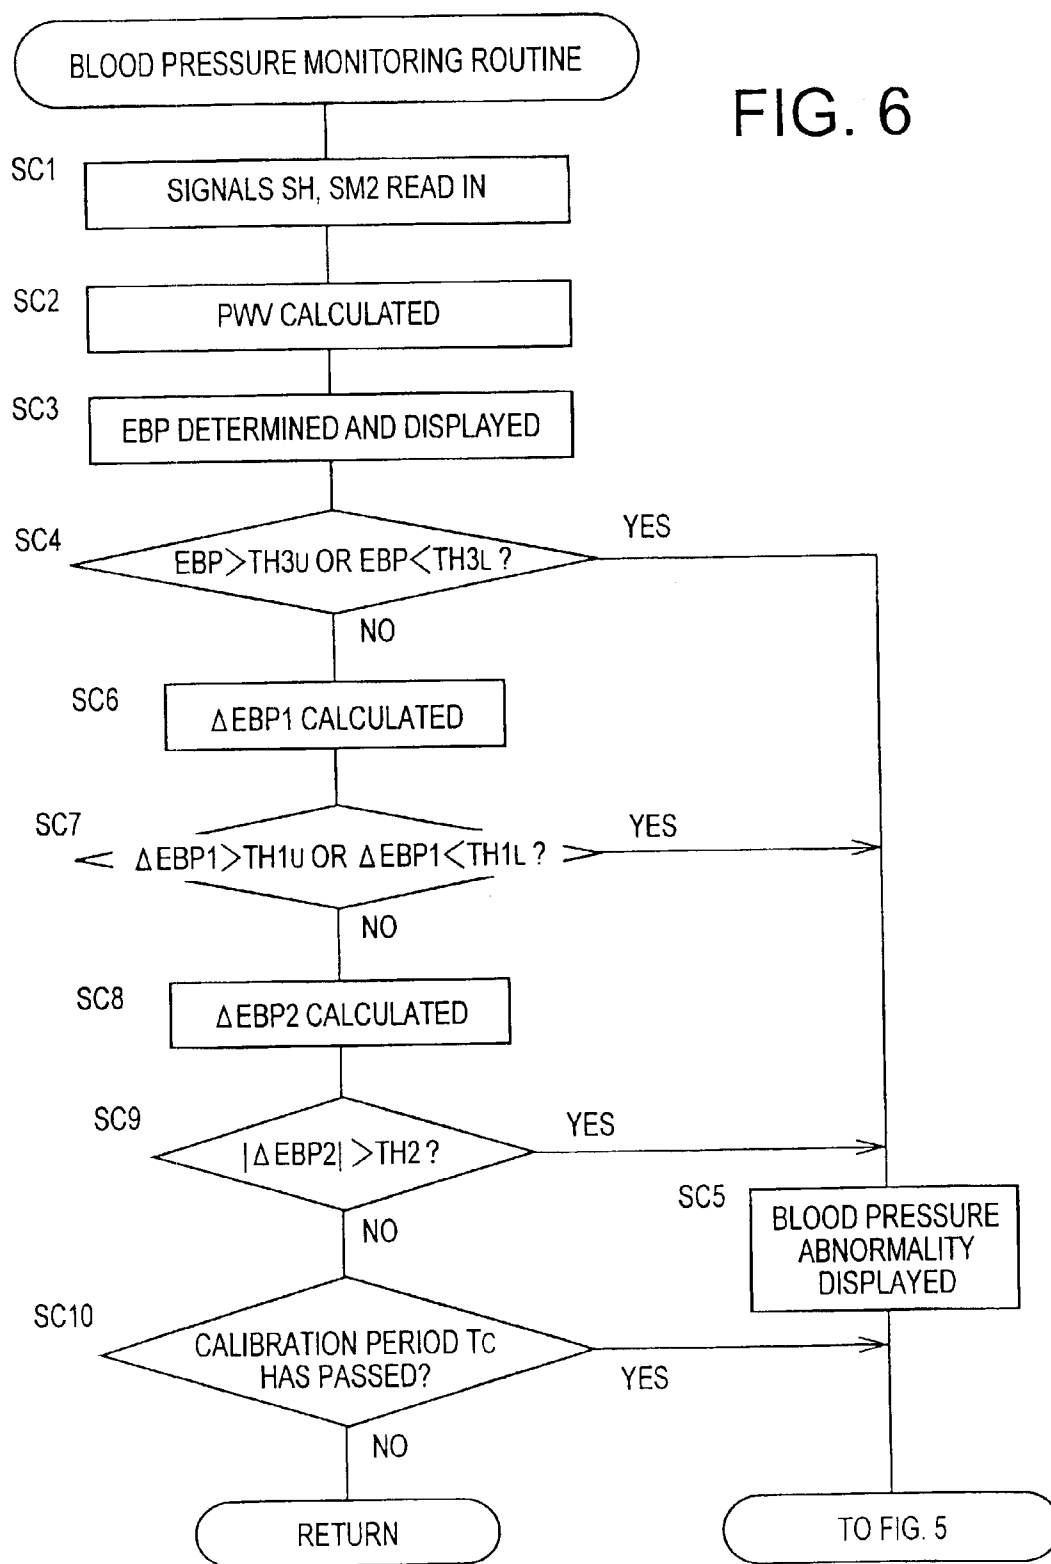 BLOOD PRESSURE MONITORING ROUTINE
FIG. 6
SC1
SIGNALS SH, SM2 READ IN
SC2
PWV CALCULATED
SC3
EBP DETERMINED AND DISPLAYED
SC4
EBP>TH3U OR EBP<TH3L ?
YES
NO
SC6
ΔEBP1 CALCULATED
SC7
ΔEBP1>TH1U OR ΔEBP1<TH1L ?
YES
NO
SC8
ΔEBP2 CALCULATED
SC9
|ΔEBP2| >TH2 ?
YES
NO
SC5
BLOOD PRESSURE
ABNORMALITY
DISPLAYED
SC10
CALIBRATION PERIOD TC
HAS PASSED?
YES
NO
RETURN
TO FIG. 5